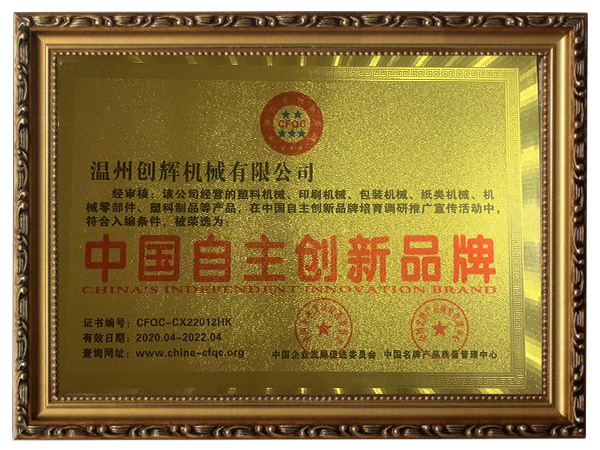 CFQC
温州创辉机械有限公司
经审核：该公司经营的塑料机械、印刷机械、包装机械、纸类机械、机
械零部件、塑料制品等产品，在中国自主创新品牌培育调研推广宣传活动中，
符合入编条件，被荣选为：
中国自主创新品牌
CHINA'S INDEPENDENT INNOVATION BRAND
证书编号：CFQC-CX22012HK
有效日期：2020.04-2022.04
查询网址：www.china-cfqc.org
中国企业发展促进委员会 中国名牌产品质量管理中心